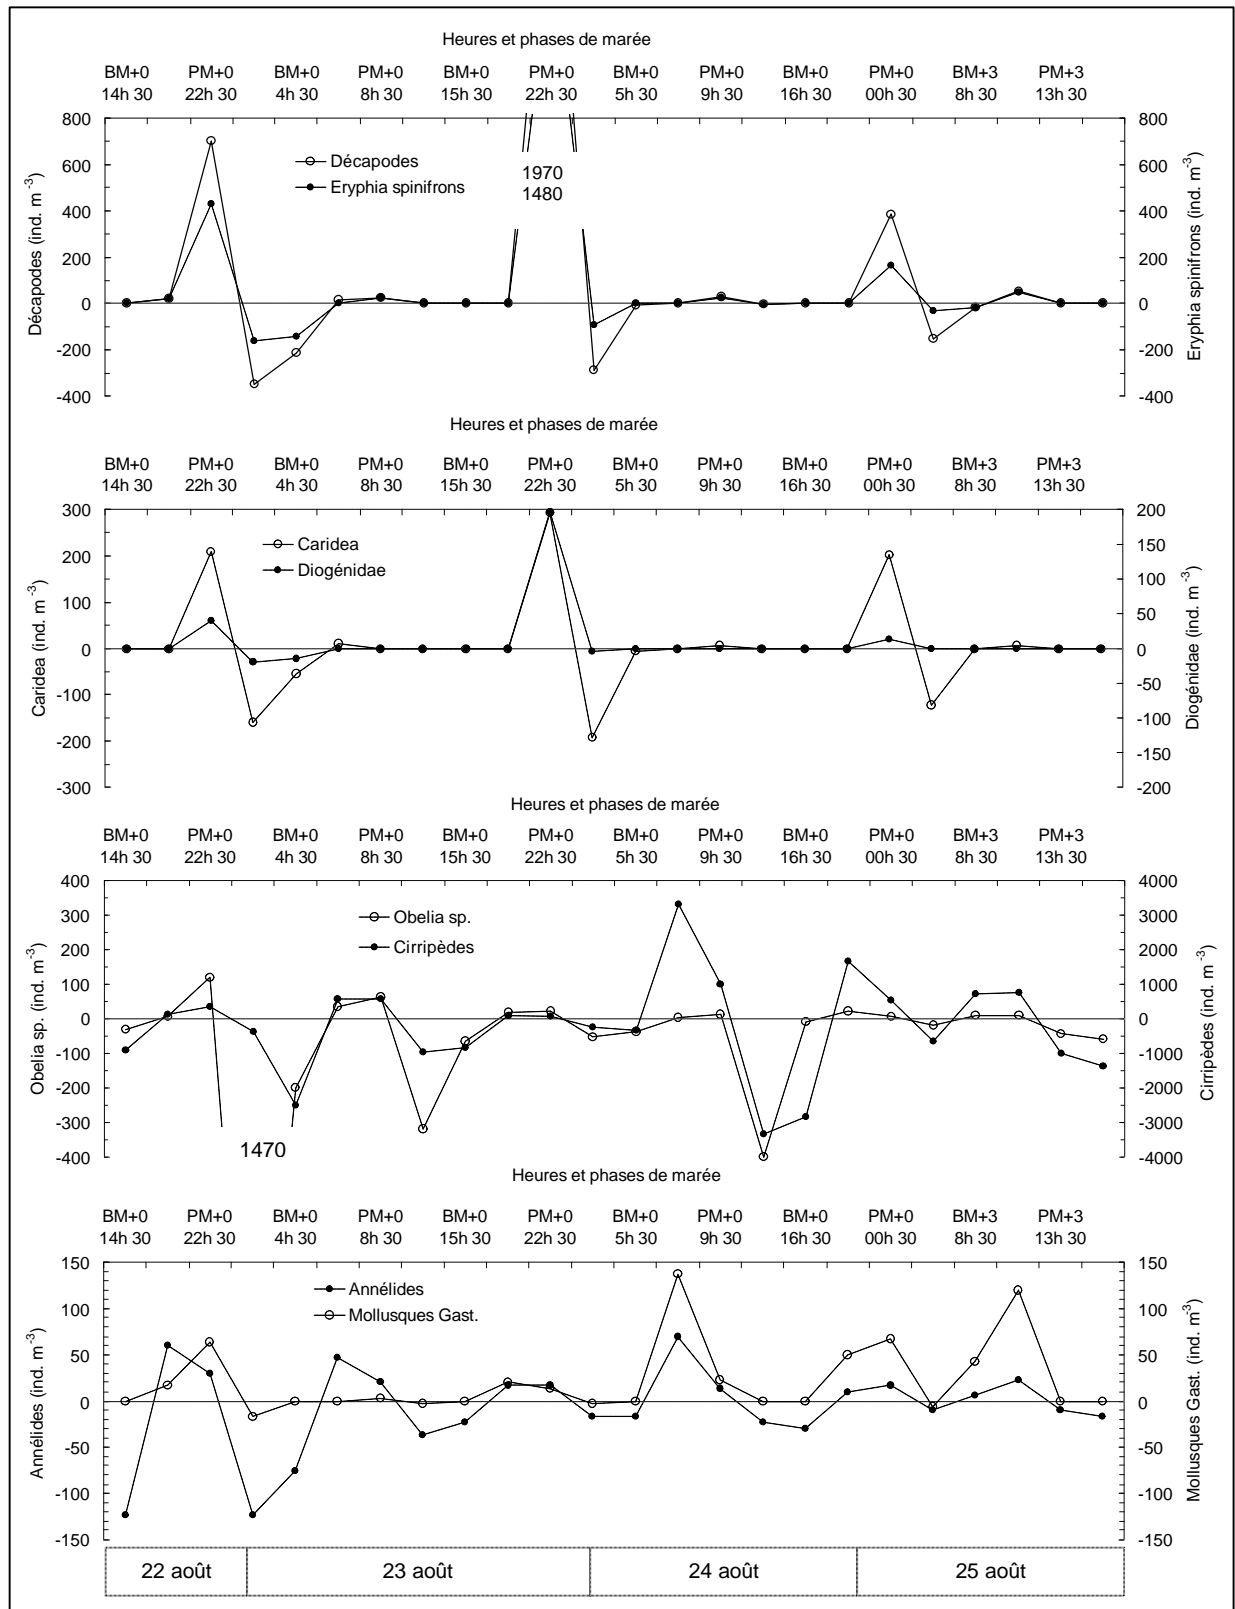 Heures et phases de marée
BM+0 PM+0 BM+0 PM+0 BM+0 PM+0 BM+0 PM+0 BM+0 PM+0 BM+3 PM+3
14h 30 22h 30 4h 30 8h 30 15h 30 22h 30 5h 30 9h 30 16h 30 00h 30 8h 30 13h 30
800 800
600 600
400 400
200 200
0 0
-200 -200
-400 -400
Décapodes (ind. m-3)
Eryphia spinifrons (ind. m-3)
Décapodes
Eryphia spinifrons
1970
1480
Heures et phases de marée
BM+0 PM+0 BM+0 PM+0 BM+0 PM+0 BM+0 PM+0 BM+0 PM+0 BM+3 PM+3
14h 30 22h 30 4h 30 8h 30 15h 30 22h 30 5h 30 9h 30 16h 30 00h 30 8h 30 13h 30
300 200
200 150
100 100
0 50
-100 0
-200 -50
-300 -100
-150
-200
Caridea (ind. m-3)
Diogénidae (ind. m-3)
Caridea
Diogénidae
Heures et phases de marée
BM+0 PM+0 BM+0 PM+0 BM+0 PM+0 BM+0 PM+0 BM+0 PM+0 BM+3 PM+3
14h 30 22h 30 4h 30 8h 30 15h 30 22h 30 5h 30 9h 30 16h 30 00h 30 8h 30 13h 30
400 4000
300 3000
200 2000
100 1000
0 0
-100 -1000
-200 -2000
-300 -3000
-400 -4000
Obelia sp. (ind. m-3)
Cirripèdes (ind. m-3)
Obelia sp.
Cirripèdes
1470
Heures et phases de marée
BM+0 PM+0 BM+0 PM+0 BM+0 PM+0 BM+0 PM+0 BM+0 PM+0 BM+3 PM+3
14h 30 22h 30 4h 30 8h 30 15h 30 22h 30 5h 30 9h 30 16h 30 00h 30 8h 30 13h 30
150 150
100 100
50 50
0 0
-50 -50
-100 -100
-150 -150
Annélides (ind. m-3)
Mollusques Gast. (ind. m-3)
Annélides
Mollusques Gast.
22 août 23 août 24 août 25 août